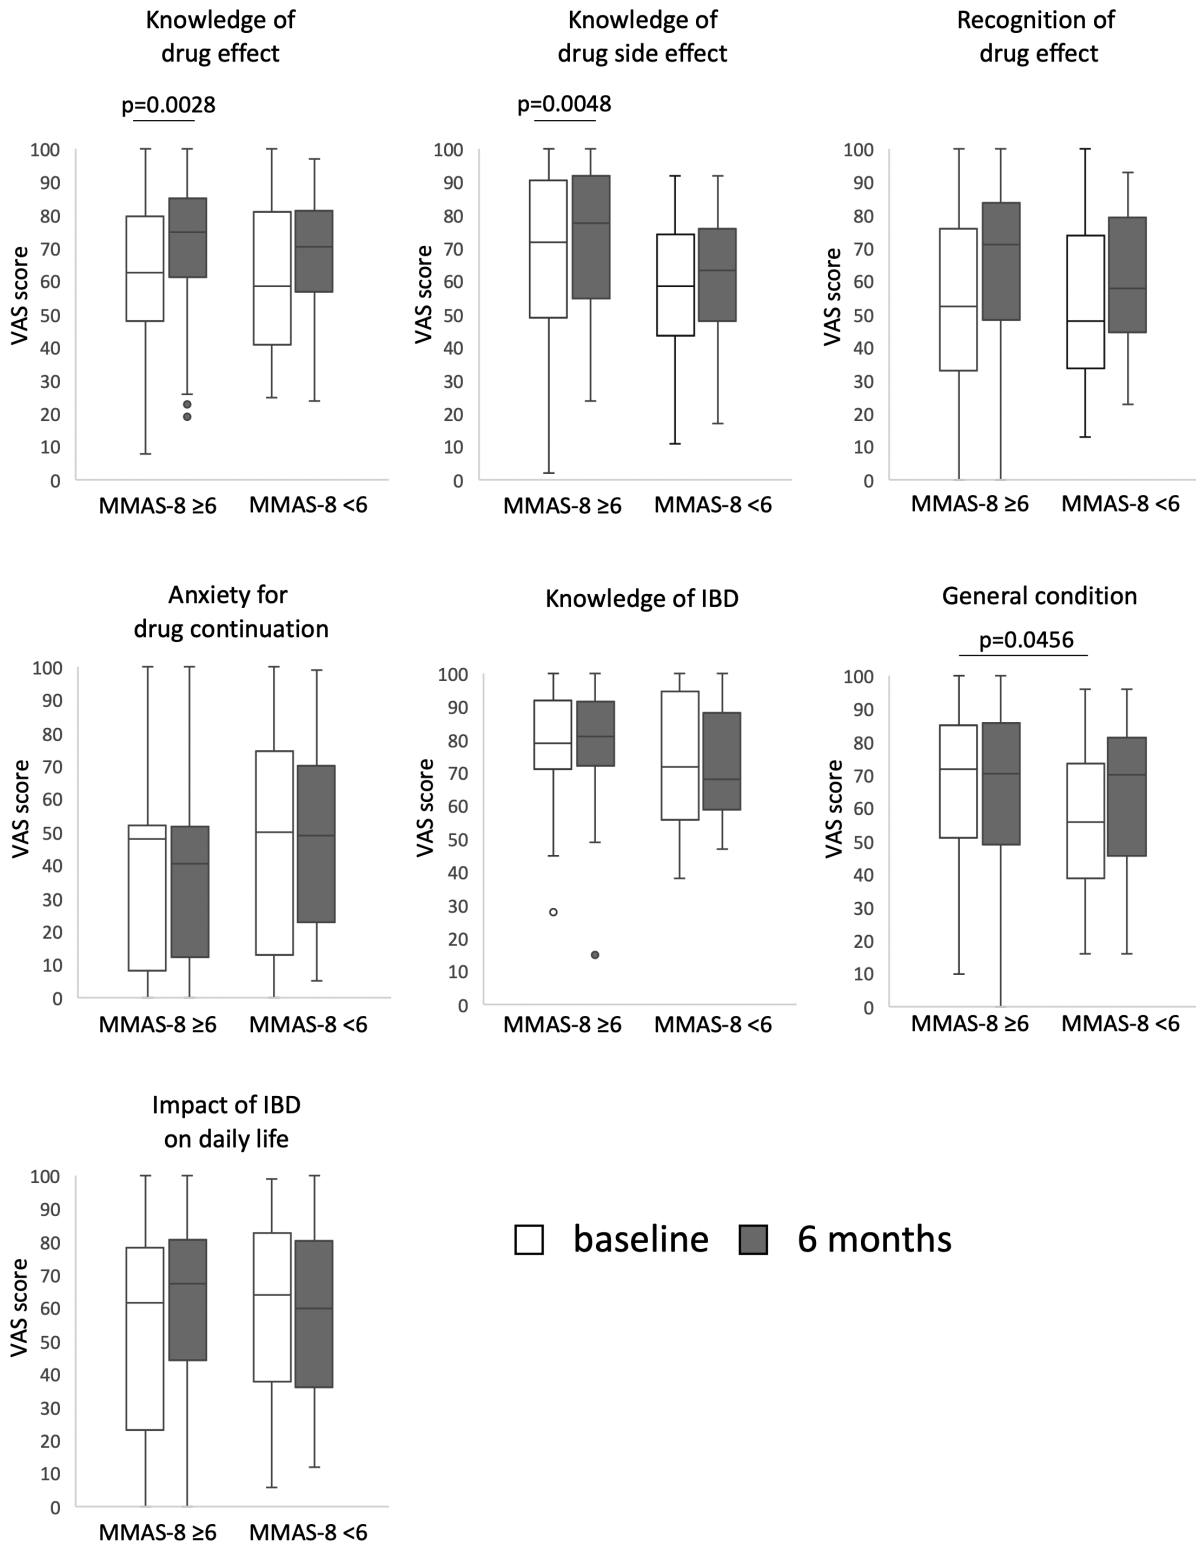 Knowledge of
drug effect
p=0.0028
VAS score
100
90
80
70
60
50
40
30
20
10
0
MMAS-8 ≥6
MMAS-8 <6
Knowledge of
drug side effect
p=0.0048
VAS score
100
90
80
70
60
50
40
30
20
10
0
MMAS-8 ≥6
MMAS-8 <6
Recognition of
drug effect
VAS score
100
90
80
70
60
50
40
30
20
10
0
MMAS-8 ≥6
MMAS-8 <6
Anxiety for
drug continuation
VAS score
100
90
80
70
60
50
40
30
20
10
0
MMAS-8 ≥6
MMAS-8 <6
Knowledge of IBD
VAS score
100
90
80
70
60
50
40
30
20
10
0
MMAS-8 ≥6
MMAS-8 <6
General condition
p=0.0456
VAS score
100
90
80
70
60
50
40
30
20
10
0
MMAS-8 ≥6
MMAS-8 <6
Impact of IBD
on daily life
VAS score
100
90
80
70
60
50
40
30
20
10
0
MMAS-8 ≥6
MMAS-8 <6
baseline
6 months